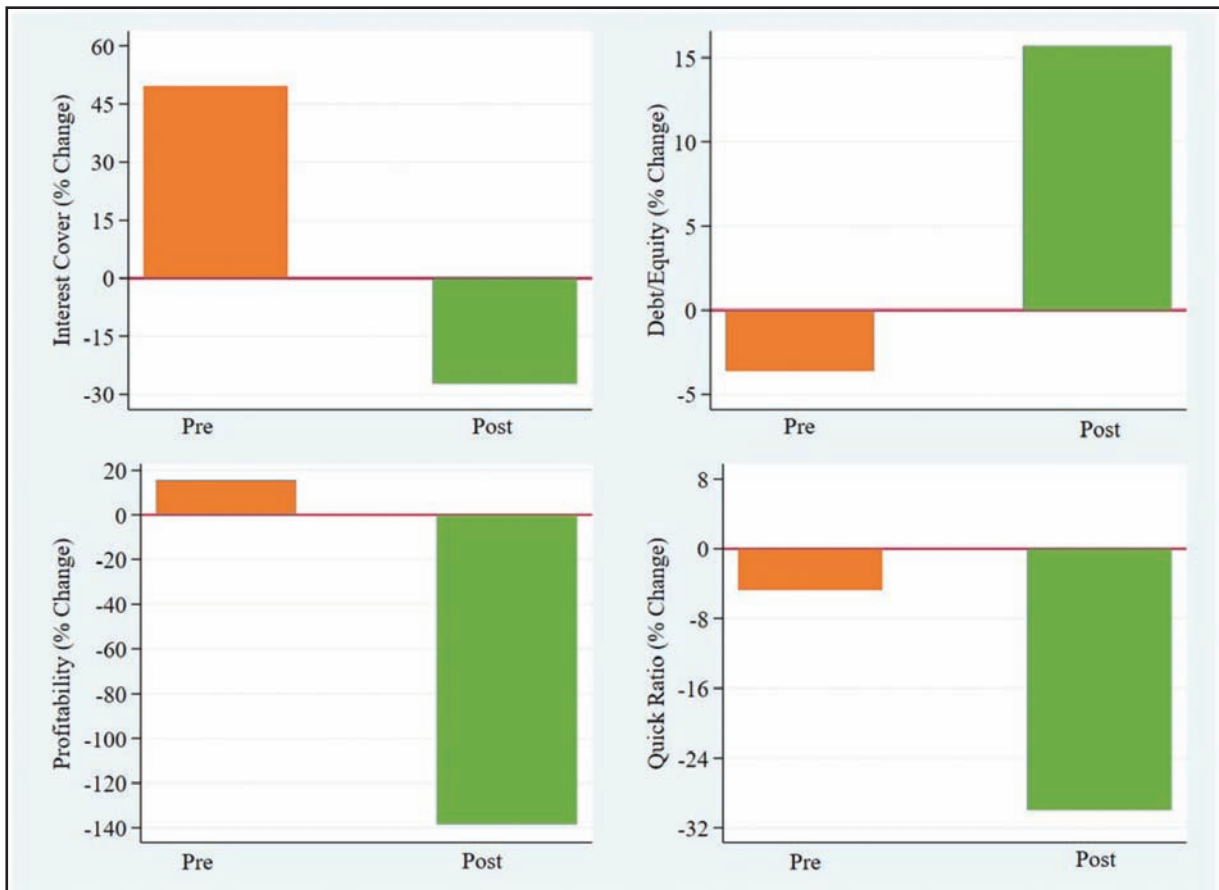 Interest Cover (% Change)
60
45
30
15
0
-15
-30
Pre
Post
Debt/Equity (% Change)
15
10
5
0
-5
Pre
Post
Profitability (% Change)
20
0
-20
-40
-60
-80
-100
-120
-140
Pre
Post
Quick Ratio (% Change)
8
0
-8
-16
-24
-32
Pre
Post